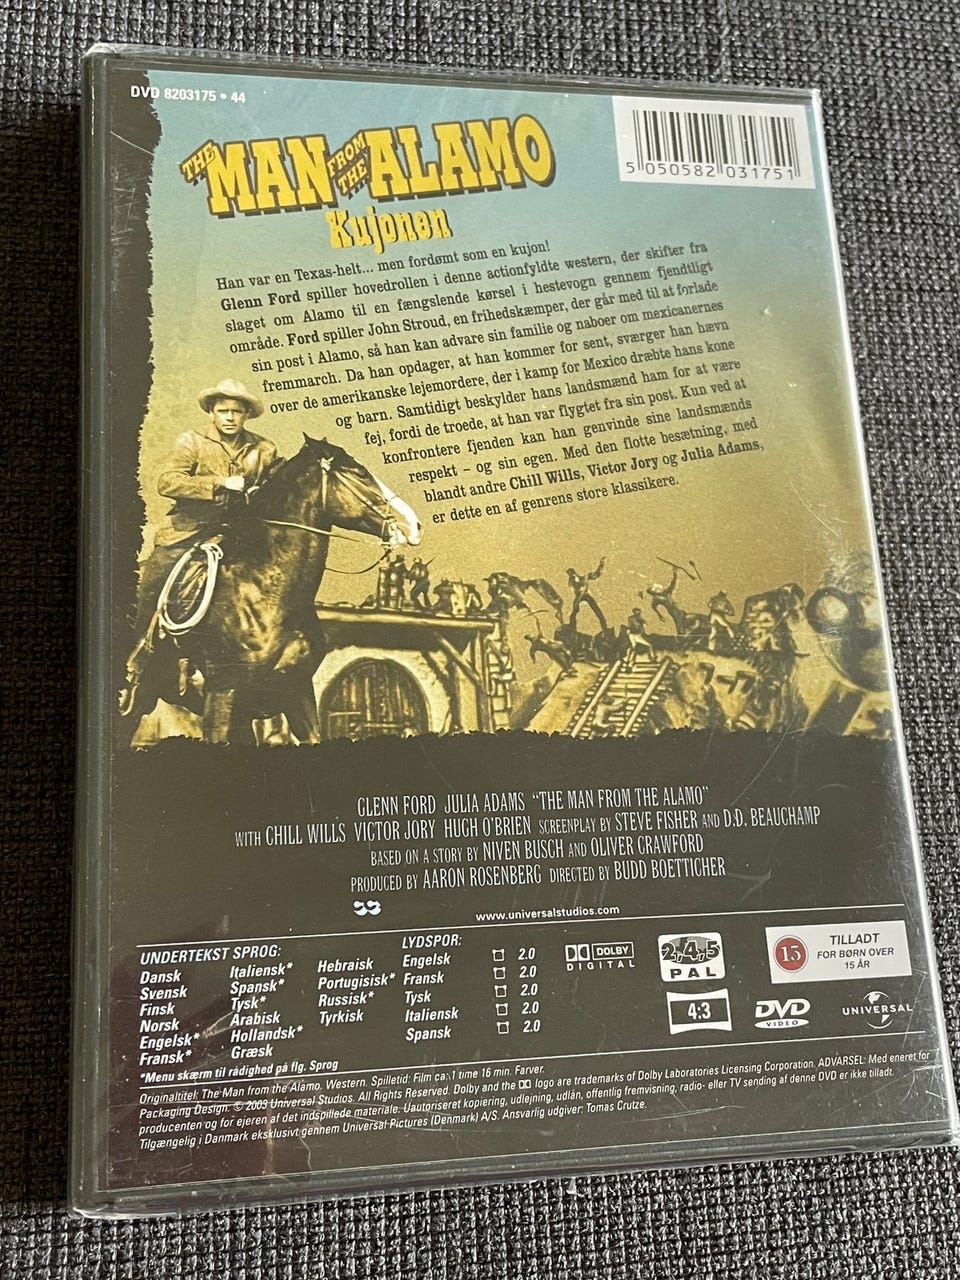 DVD 8203175 • 44
5 050582 031751
THE MAN FROM THE ALAMO
Kujonen
Han var en Texas-helt... men fordømt som en kujon!
Glenn Ford spiller hovedrollen i denne actionfyldte western, der skifter fra
slaget om Alamo til en fængslende kørsel i hestevogn gennem fjendtligt
område. Ford spiller John Stroud, en frihedskæmper, der går med til at forlade
sin post i Alamo, så han kan advare sin familie og naboer om mexicanernes
fremmarch. Da han opdager, at han kommer for sent, sværger han hævn
over de amerikanske lejemordere, der i kamp for Mexico dræbte hans kone
og barn. Samtidigt beskylder hans landsmænd ham for at være
fej, fordi de troede, at han var flygtet fra sin post. Kun ved at
konfrontere fjenden kan han genvinde sine landsmænds
respekt – og sin egen. Med den flotte besætning, med
blandt andre Chill Wills, Victor Jory og Julia Adams,
er dette en af genrens store klassikere.
GLENN FORD JULIA ADAMS "THE MAN FROM THE ALAMO"
WITH CHILL WILLS VICTOR JORY HUGH O'BRIEN SCREENPLAY BY STEVE FISHER AND D.D. BEAUCHAMP
BASED ON A STORY BY NIVEN BUSCH AND OLIVER CRAWFORD
PRODUCED BY AARON ROSENBERG DIRECTED BY BUDD BOETTICHER
www.universalstudios.com
UNDERTEKST SPROG:
Dansk
Svensk
Finsk
Norsk
Engelsk*
Fransk*
Italiensk*
Spansk*
Tysk*
Arabisk
Hollandsk*
Græsk
Hebraisk
Portugisisk*
Russisk*
Tyrkisk
*Menu skærm til rådighed på flg. Sprog
LYDSPOR:
Engelsk 2.0
Fransk 2.0
Tysk 2.0
Italiensk 2.0
Spansk 2.0
DOLBY
DIGITAL
2,4,5
PAL
4:3
DVD
VIDEO
15
TILLADT
FOR BØRN OVER
15 ÅR
UNIVERSAL
Originaltitel: The Man from the Alamo. Western. Spilletid: Film ca: 1 time 16 min. Farver.
Packaging Design: © 2003 Universal Studios. All Rights Reserved. Dolby and the logo are trademarks of Dolby Laboratories Licensing Corporation. ADVARSEL: Med eneret for
producenten og for ejeren af det indspillede materiale. Uautoriseret kopiering, udlejning, udlån, offentlig fremvisning, radio- eller TV sending af denne DVD er ikke tilladt.
Tilgængelig i Danmark eksklusivt gennem Universal Pictures (Denmark) A/S. Ansvarlig udgiver: Tomas Crutze.